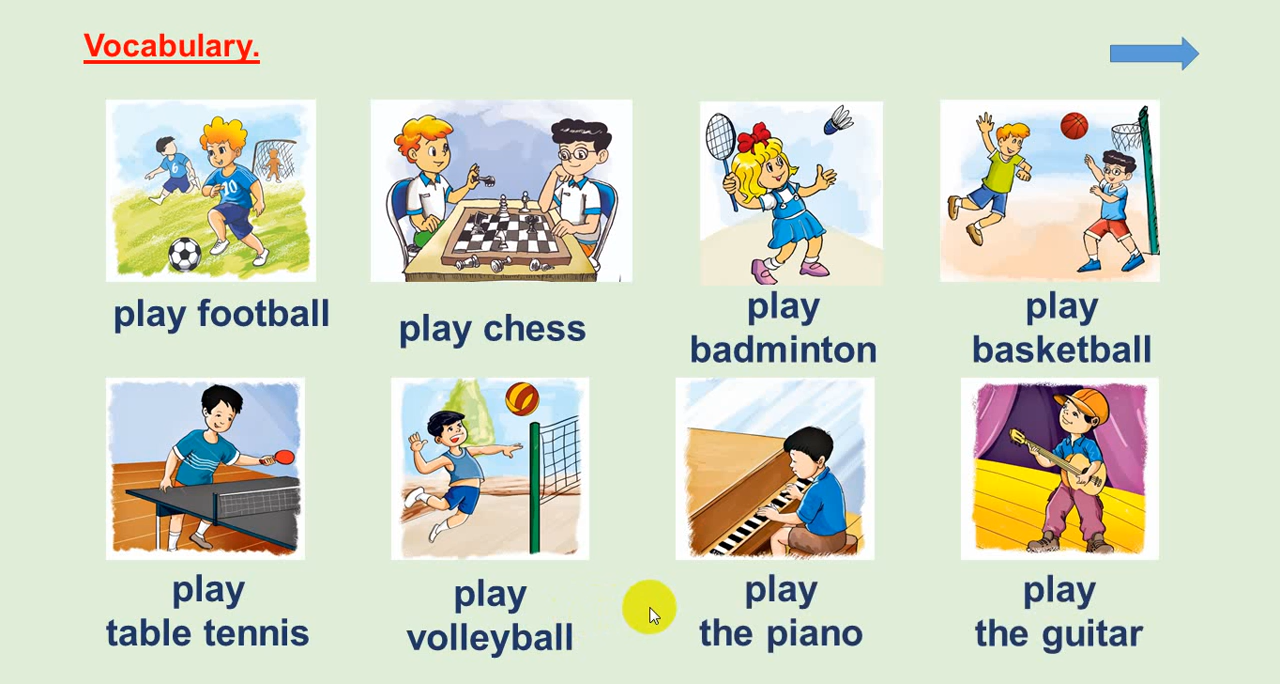 Vocabulary.
play football
play chess
play
badminton
play
basketball
play
table tennis
play
volleyball
play
the piano
play
the guitar